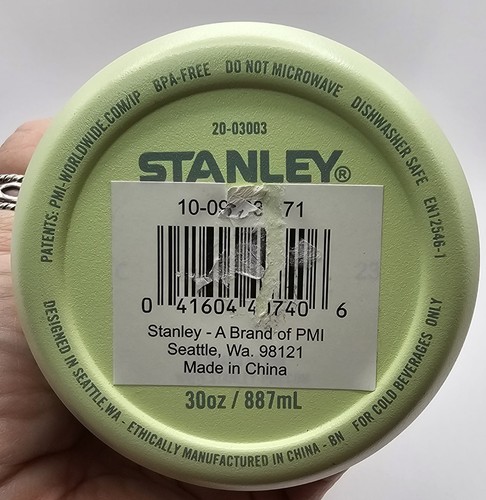 PATENTS: PMI-WORLDWIDE.COM/IP BPA-FREE DO NOT MICROWAVE DISHWASHER SAFE EN12546-1
20-03003
STANLEY®
0 41604 40740 6
Stanley - A Brand of PMI
Seattle, Wa. 98121
Made in China
30oz / 887mL
DESIGNED IN SEATTLE,WA - ETHICALLY MANUFACTURED IN CHINA - BN FOR COLD BEVERAGES ONLY